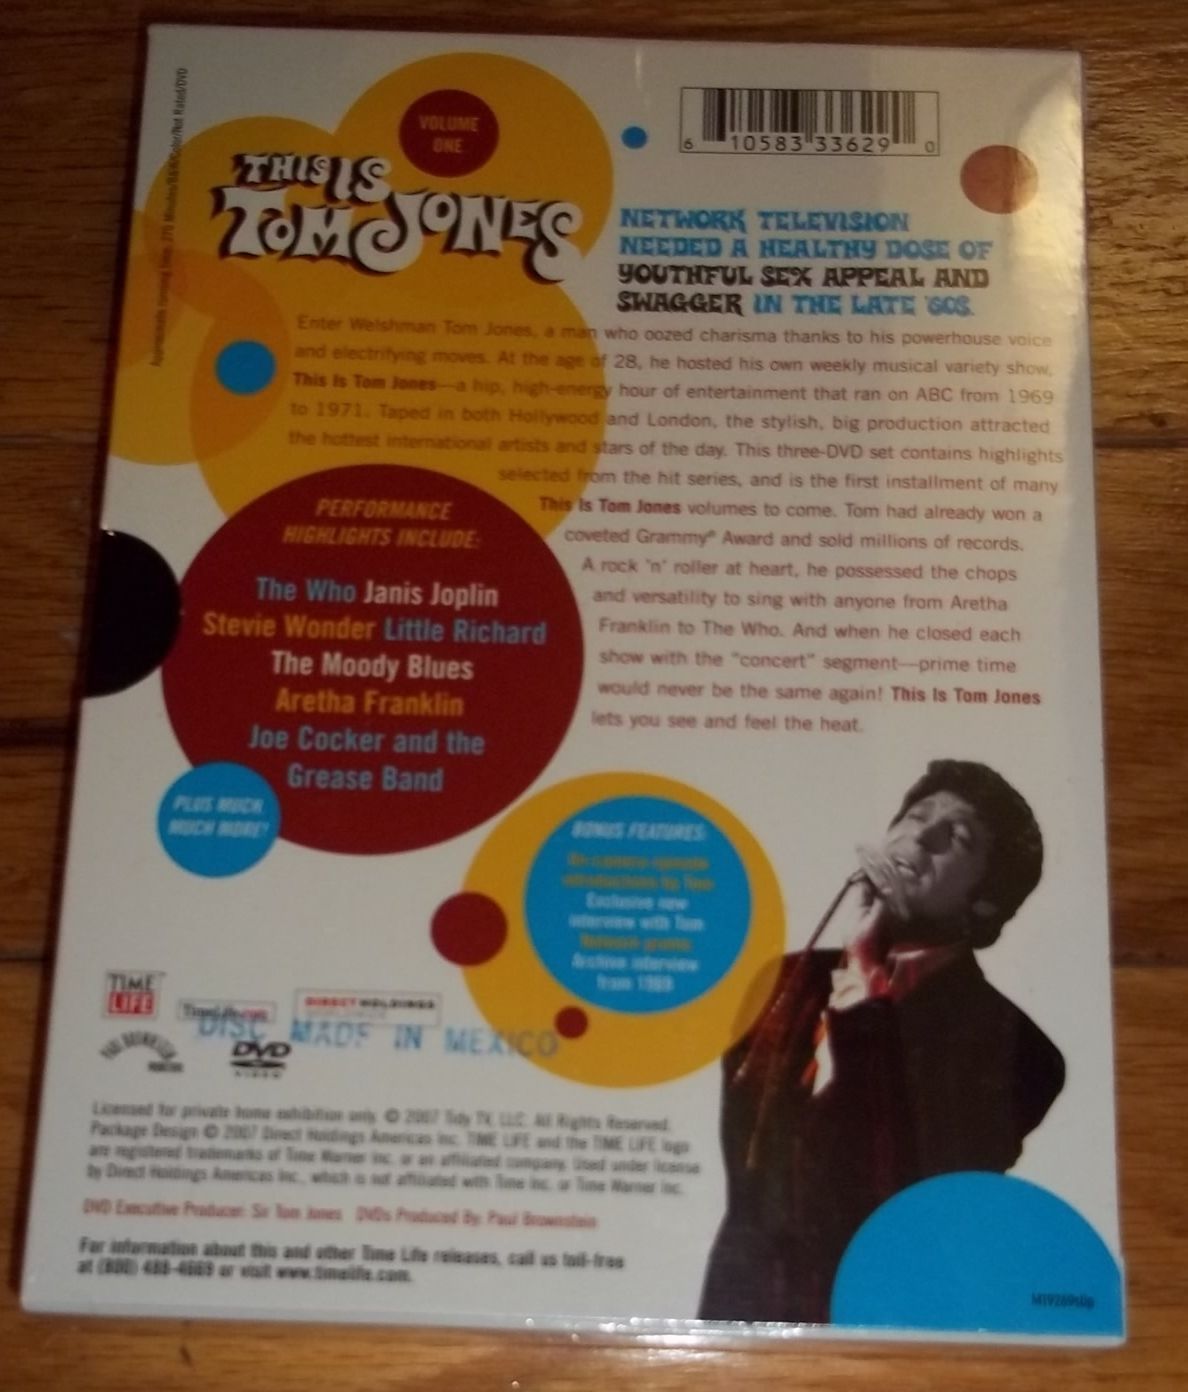 VOLUME
ONE
THIS IS
TOM JONES
6 10583 33629 0
NETWORK TELEVISION
NEEDED A HEALTHY DOSE OF
YOUTHFUL SEX APPEAL AND
SWAGGER IN THE LATE '60S.
Enter Welshman Tom Jones, a man who oozed charisma thanks to his powerhouse voice
and electrifying moves. At the age of 28, he hosted his own weekly musical variety show,
This Is Tom Jones—a hip, high-energy hour of entertainment that ran on ABC from 1969
to 1971. Taped in both Hollywood and London, the stylish, big production attracted
the hottest international artists and stars of the day. This three-DVD set contains highlights
selected from the hit series, and is the first installment of many
This Is Tom Jones volumes to come. Tom had already won a
coveted Grammy® Award and sold millions of records.
A rock 'n' roller at heart, he possessed the chops
and versatility to sing with anyone from Aretha
Franklin to The Who. And when he closed each
show with the "concert" segment—prime time
would never be the same again! This Is Tom Jones
lets you see and feel the heat.
PERFORMANCE
HIGHLIGHTS INCLUDE:
The Who Janis Joplin
Stevie Wonder Little Richard
The Moody Blues
Aretha Franklin
Joe Cocker and the
Grease Band
PLUS MUCH
MUCH MORE!
BONUS FEATURES:
On-camera remote
introductions by Tom
Exclusive new
interview with Tom
Network promo
Archive interview
from 1969
TIME
LIFE
TimeLife.com
DIRECT HOLDINGS
WORLDWIDE
DISC MADE IN MEXICO
DVD
VIDEO
Licensed for private home exhibition only. © 2007 Tidy TV, LLC. All Rights Reserved.
Package Design © 2007 Direct Holdings Americas Inc. TIME LIFE and the TIME LIFE logo
are registered trademarks of Time Warner Inc. or an affiliated company. Used under license
by Direct Holdings Americas Inc., which is not affiliated with Time Inc. or Time Warner Inc.
DVD Executive Producer: Sir Tom Jones DVDs Produced By: Paul Brownstein
For information about this and other Time Life releases, call us toll-free
at (800) 488-4669 or visit www.timelife.com.